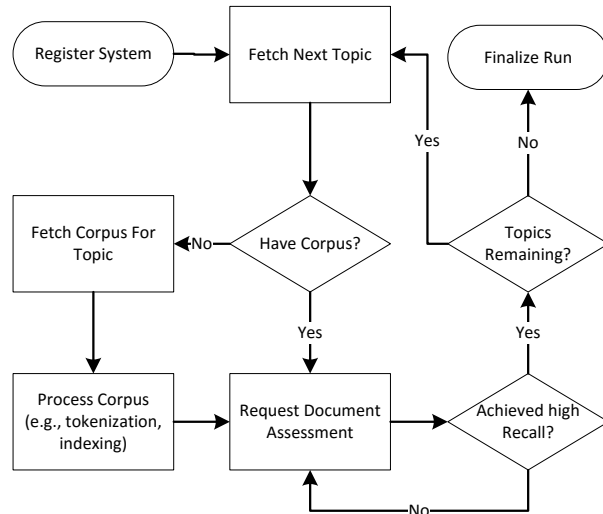 Register System
Fetch Next Topic
Finalize Run
Yes
No
Fetch Corpus For
Topic
No
Have Corpus?
Topics
Remaining?
Yes
Yes
Process Corpus
(e.g., tokenization,
indexing)
Request Document
Assessment
Achieved high
Recall?
No